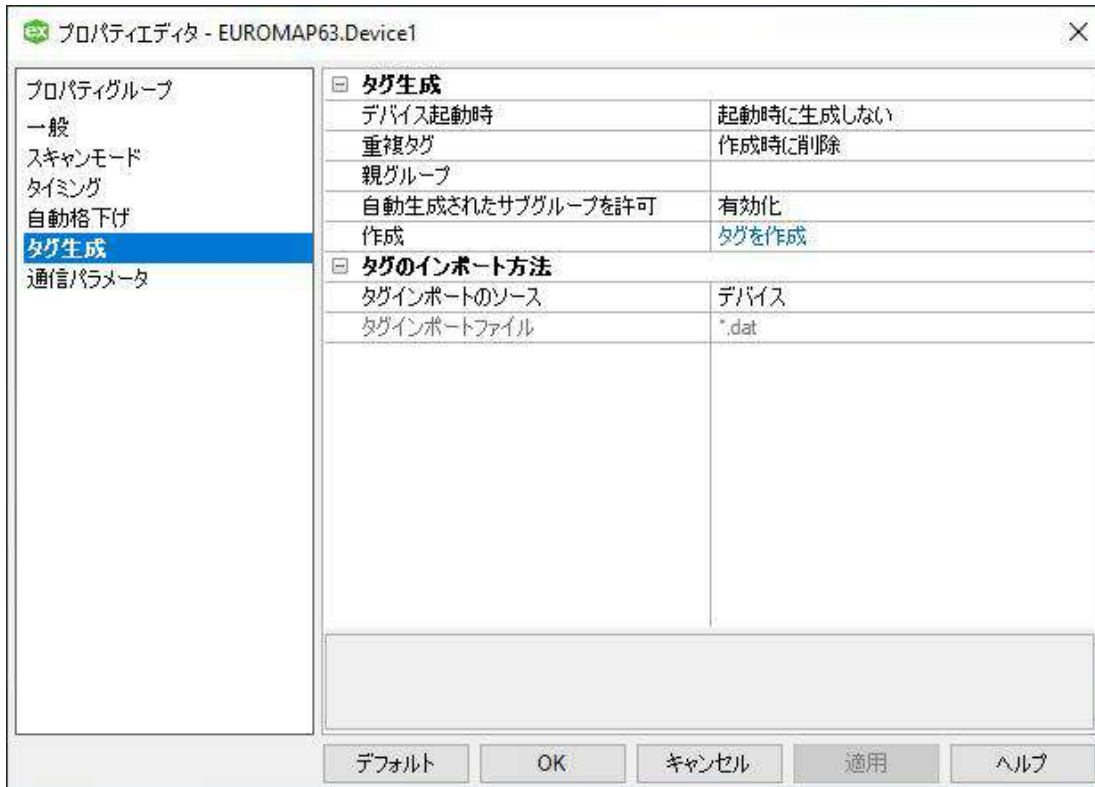 ex プロパティエディタ - EUROMAP63.Device1
プロパティグループ
一般
スキャンモード
タイミング
自動格下げ
タグ生成
通信パラメータ
タグ生成
デバイス起動時 起動時に生成しない
重複タグ 作成時に削除
親グループ
自動生成されたサブグループを許可 有効化
作成 タグを作成
タグのインポート方法
タグインポートのソース デバイス
タグインポートファイル *.dat
デフォルト OK キャンセル 適用 ヘルプ